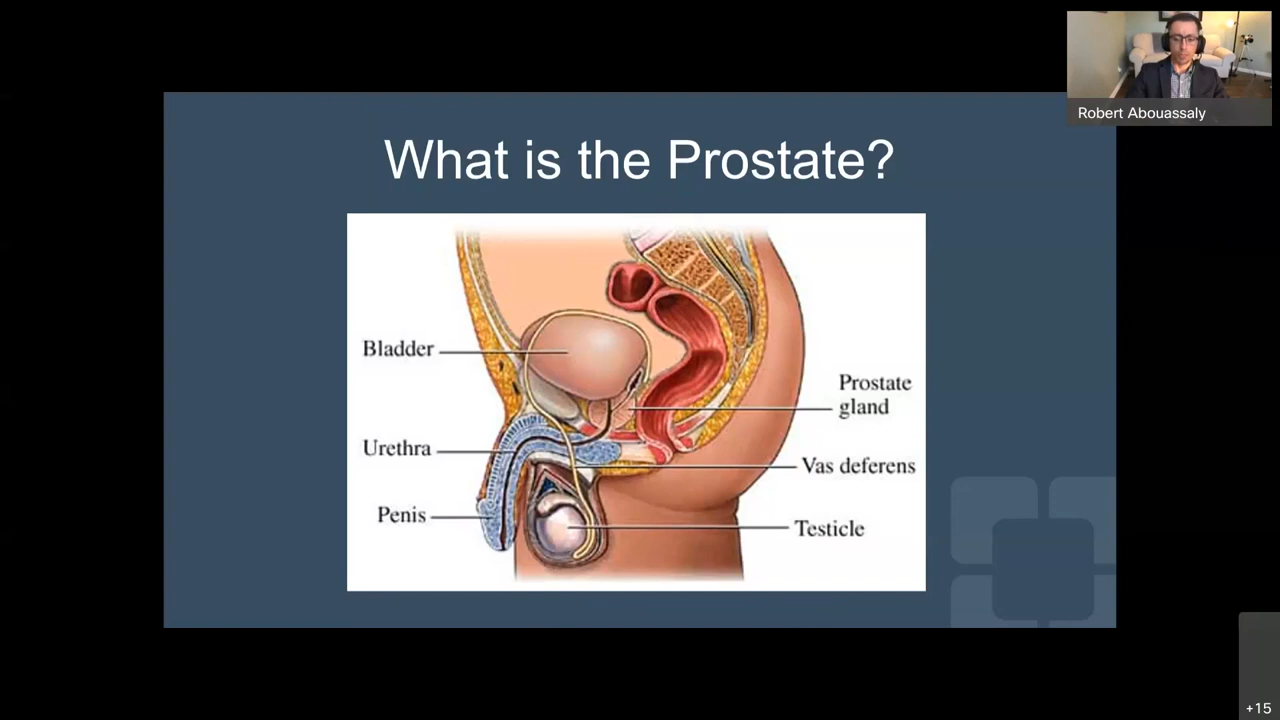 Robert Abouassaly
What is the Prostate?
Bladder
Prostate
gland
Urethra
Vas deferens
Penis
Testicle
+15